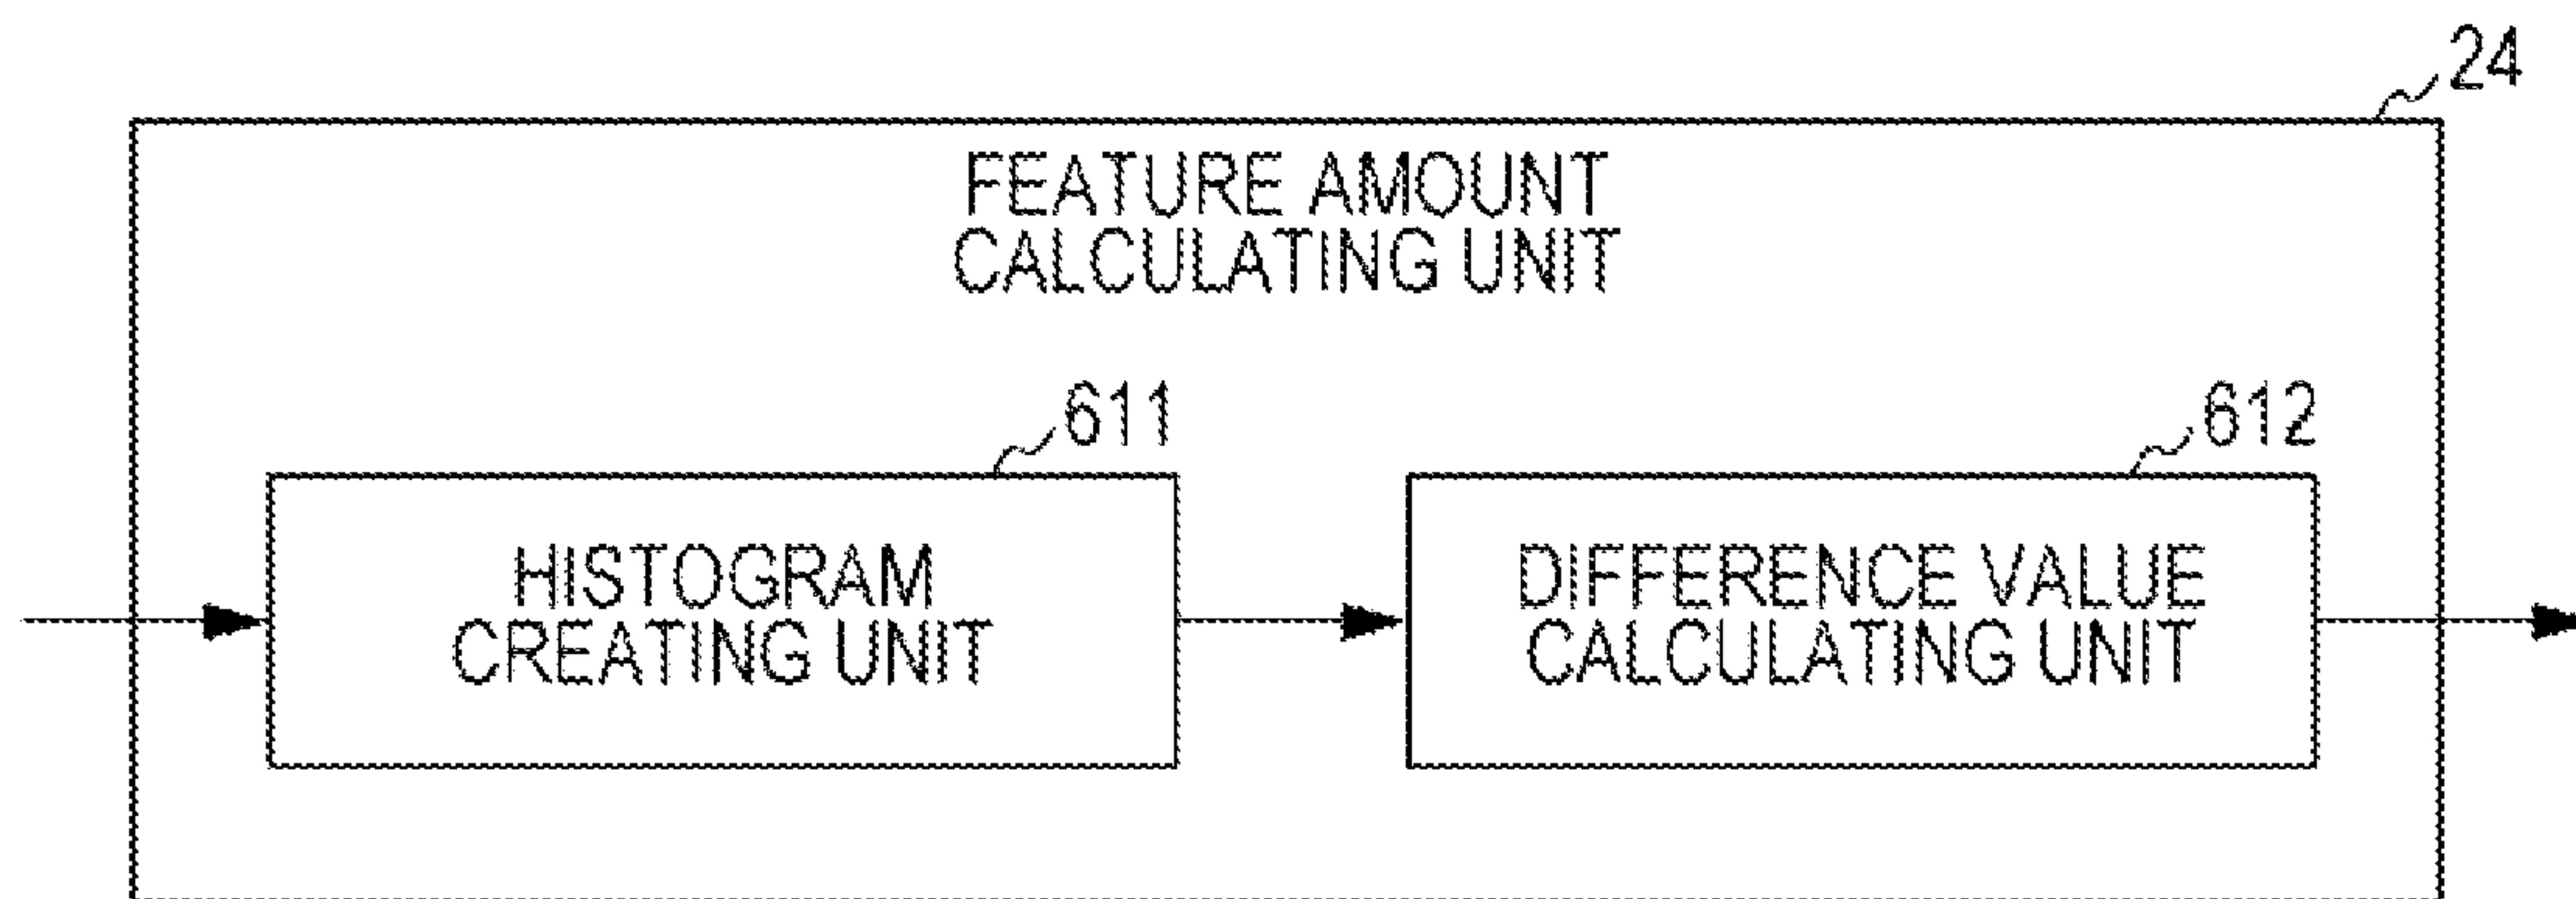 24
FEATURE AMOUNT
CALCULATING UNIT
611
612
HISTOGRAM
CREATING UNIT
DIFFERENCE VALUE
CALCULATING UNIT